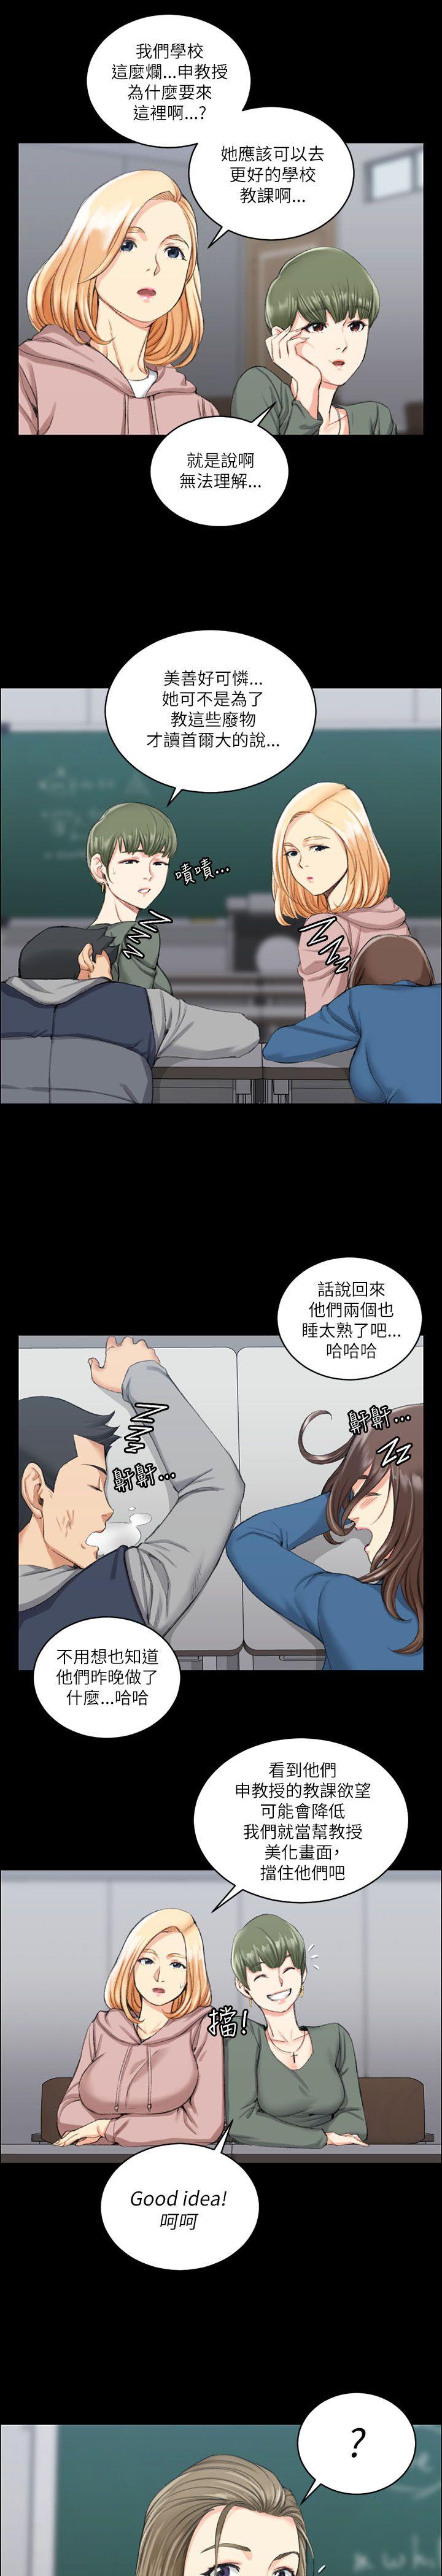 我們學校
這麼爛...申教授
為什麼要來
這裡啊...?
她應該可以去
更好的學校
教課啊...
就是說啊
無法理解...
美善好可憐...
她可不是為了
教這些廢物
才讀首爾大的說...
嘖嘖...
話說回來
他們兩個也
睡太熟了吧...
哈哈哈
鼾鼾...
ZZ
鼾鼾...
不用想也知道
他們昨晚做了
什麼...哈哈
看到他們
申教授的教課欲望
可能會降低
我們就當幫教授
美化畫面,
擋住他們吧
擋!
Good idea!
呵呵
?